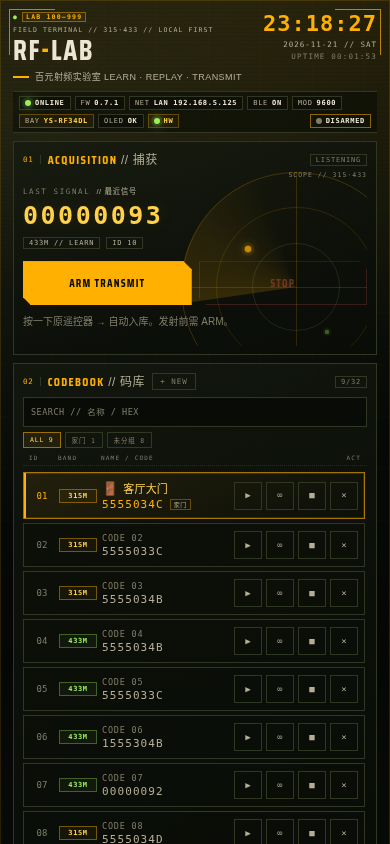 ● LAB 100—999
FIELD TERMINAL // 315·433 // LOCAL FIRST
RF-LAB
百元射频实验室 LEARN · REPLAY · TRANSMIT
23:18:27
2026-11-21 // SAT
UPTIME 00:01:53
ONLINE FW 0.7.1 NET LAN 192.168.5.125 BLE ON MOD 9600
BAY YS-RF34DL OLED OK HW DISARMED
01 ACQUISITION // 捕获 LISTENING
SCOPE // 315·433
LAST SIGNAL // 最近信号
00000093
433M // LEARN ID 10
ARM TRANSMIT STOP
按一下原遥控器 → 自动入库。发射前需 ARM。
02 CODEBOOK // 码库 + NEW 9/32
SEARCH // 名称 / HEX
ALL 9 家门 1 未分组 8
ID BAND NAME / CODE ACT
01 315M 客厅大门 ▶ ∞ ■ ×
5555034C 家门
02 315M CODE 02 ▶ ∞ ■ ×
5555033C
03 315M CODE 03 ▶ ∞ ■ ×
5555034B
04 433M CODE 04 ▶ ∞ ■ ×
5555034B
05 433M CODE 05 ▶ ∞ ■ ×
5555033C
06 433M CODE 06 ▶ ∞ ■ ×
1555304B
07 433M CODE 07 ▶ ∞ ■ ×
00000092
08 315M CODE 08 ▶ ∞ ■ ×
5555034D